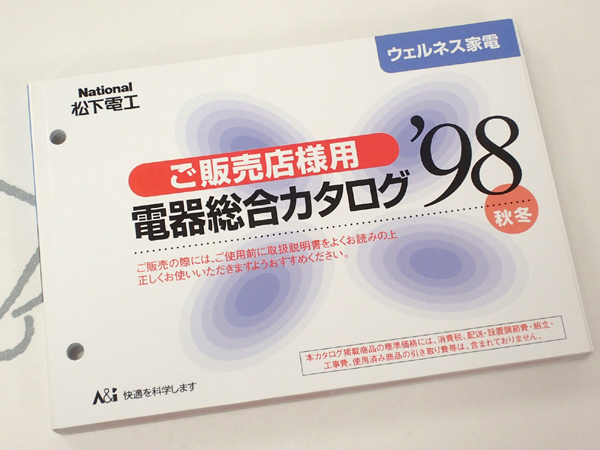 ウェルネス家電
National
松下電工
ご販売店様用
電器総合カタログ
'98
秋冬
ご販売の際には、ご使用前に取扱説明書をよくお読みの上
正しくお使いいただきますようおすすめください。
本カタログ掲載商品の標準価格には、消費税、配送・設置調節費・組立・
工事費、使用済み商品の引き取り費等は、含まれておりません。
A&i 快適を科学します